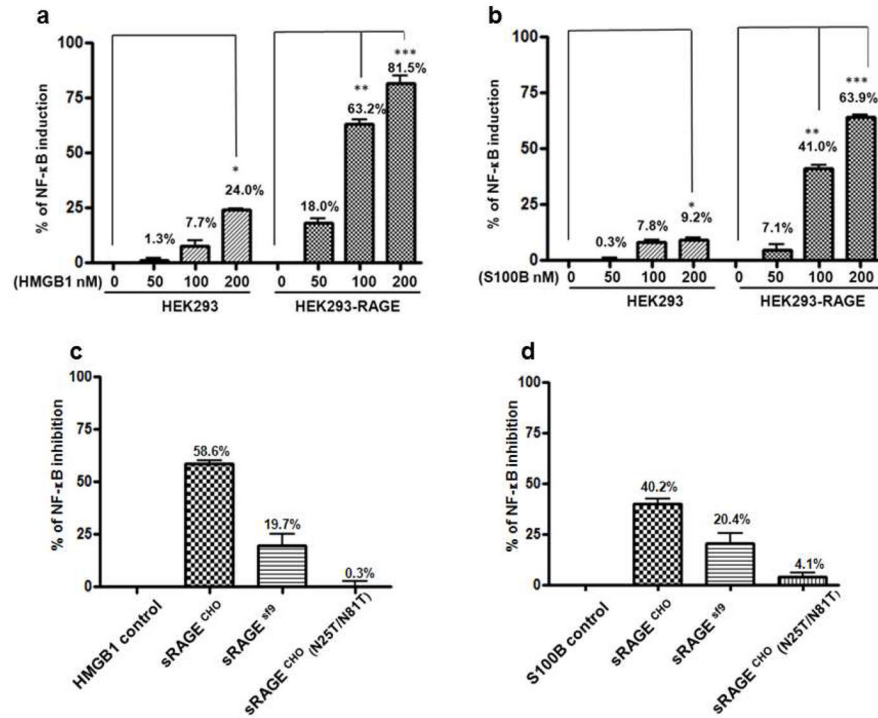 a
% of NF-κB induction
100
75
50
25
0
1.3%
7.7%
*
24.0%
18.0%
**
63.2%
***
81.5%
(HMGB1 nM) 0 50 100 200 0 50 100 200
HEK293 HEK293-RAGE
b
% of NF-κB induction
100
75
50
25
0
0.3%
7.8%
*
9.2%
7.1%
**
41.0%
***
63.9%
(S100B nM) 0 50 100 200 0 50 100 200
HEK293 HEK293-RAGE
c
% of NF-κB inhibition
100
75
50
25
0
58.6%
19.7%
0.3%
HMGB1 control
sRAGE CHO
sRAGE sf9
sRAGE CHO (N25T/N81T)
d
% of NF-κB inhibition
100
75
50
25
0
40.2%
20.4%
4.1%
S100B control
sRAGE CHO
sRAGE sf9
sRAGE CHO (N25T/N81T)